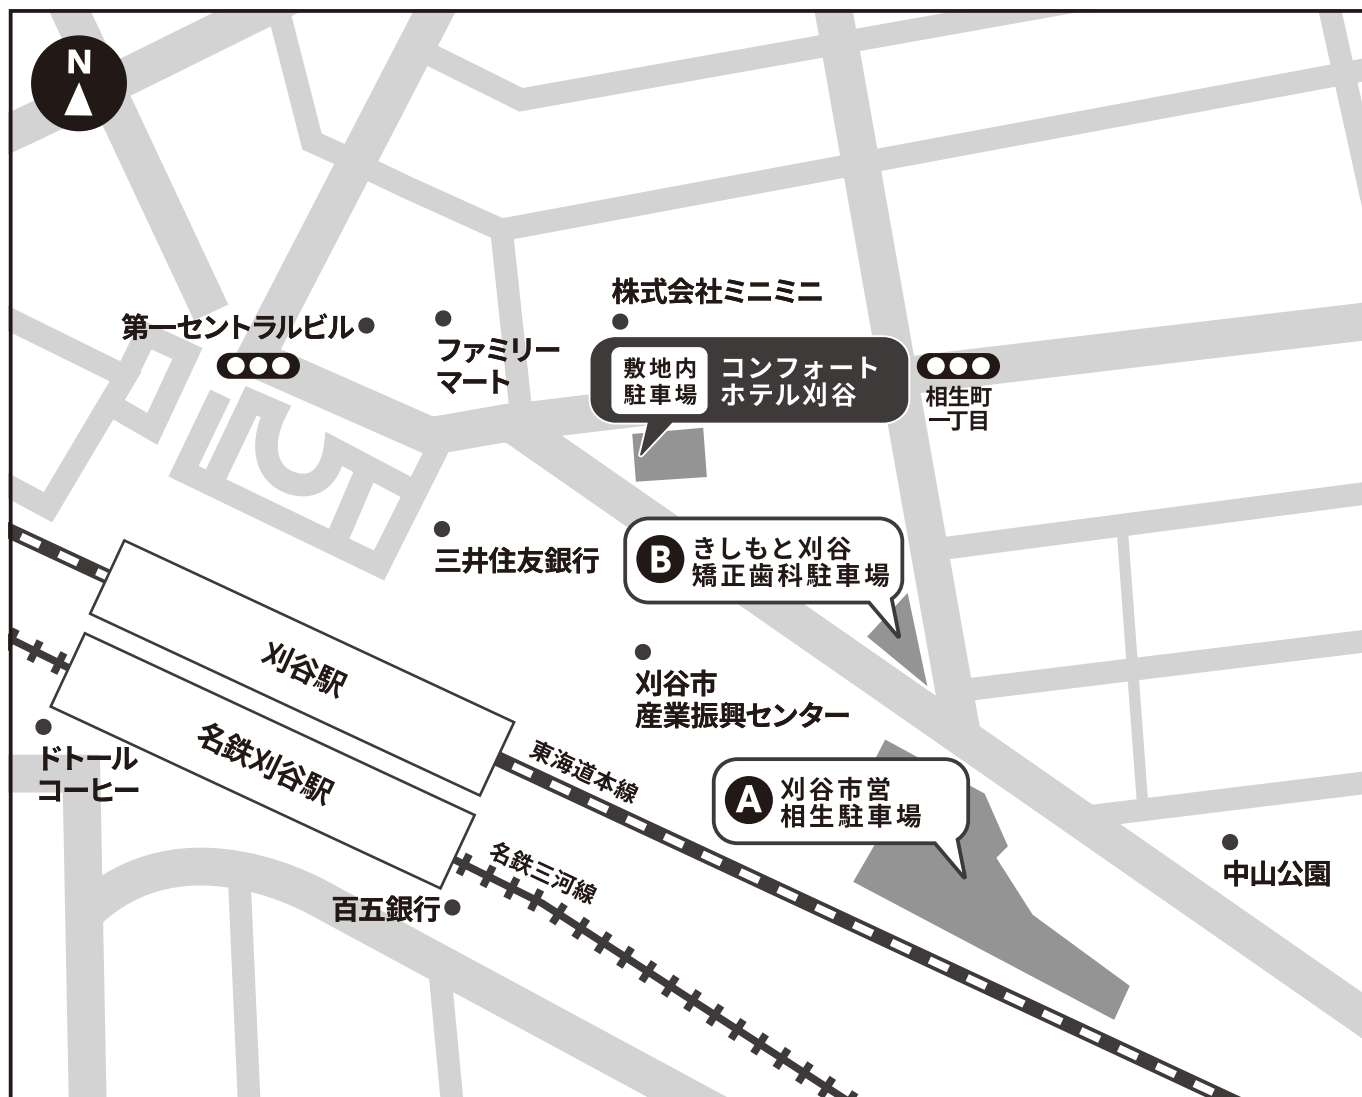 N
株式会社ミニミニ
第一セントラルビル
ファミリー
マート
敷地内
駐車場
コンフォート
ホテル刈谷
相生町
一丁目
三井住友銀行
B
きしもと刈谷
矯正歯科駐車場
刈谷駅
刈谷市
産業振興センター
名鉄刈谷駅
ドトール
コーヒー
東海道本線
A
刈谷市営
相生駐車場
名鉄三河線
中山公園
百五銀行